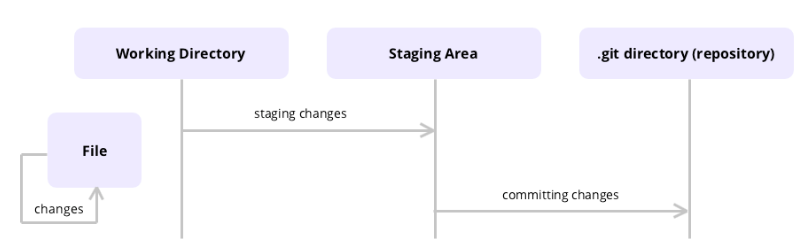 Working Directory
Staging Area
.git directory (repository)
staging changes
File
committing changes
changes